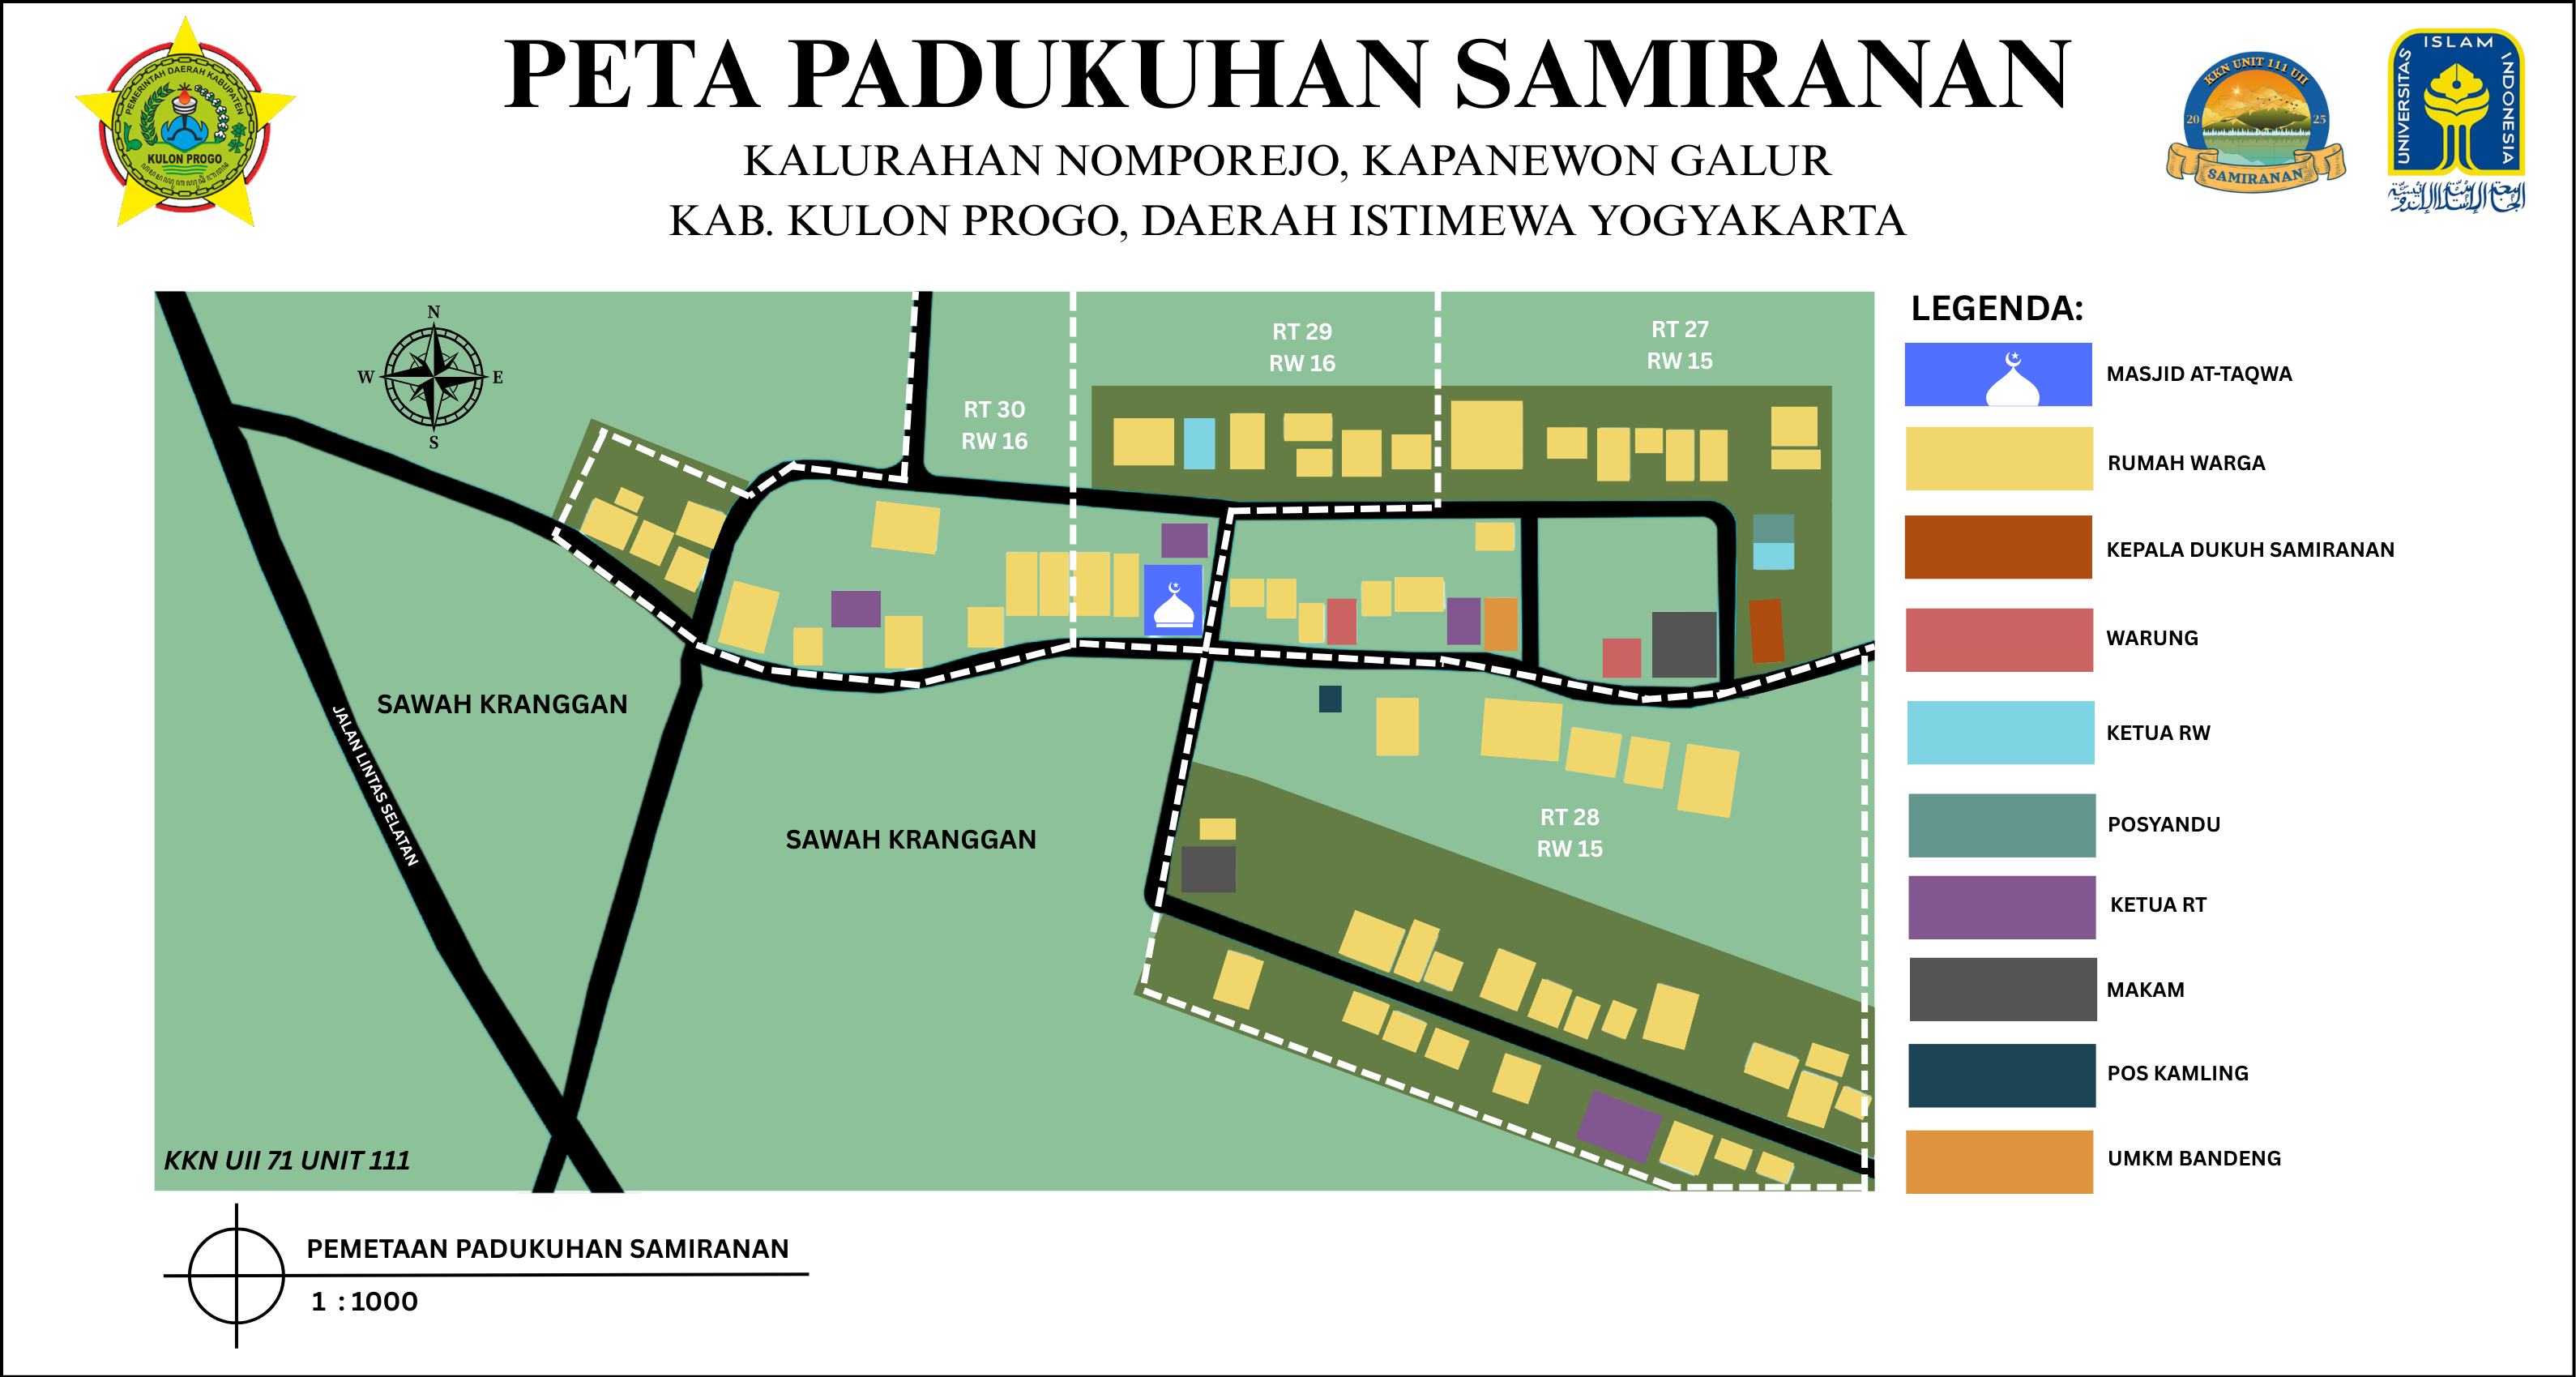 PEMERINTAH DAERAH KABUPATEN
KULON PROGO
PETA PADUKUHAN SAMIRANAN
KALURAHAN NOMPOREJO, KAPANEWON GALUR
KAB. KULON PROGO, DAERAH ISTIMEWA YOGYAKARTA
KKN UNIT 111 UII
20 25
SAMIRANAN
UNIVERSITAS ISLAM INDONESIA
N
W E
S
RT 30
RW 16
RT 29
RW 16
RT 27
RW 15
SAWAH KRANGGAN
JALAN LINTAS SELATAN
SAWAH KRANGGAN
RT 28
RW 15
KKN UII 71 UNIT 111
LEGENDA:
MASJID AT-TAQWA
RUMAH WARGA
KEPALA DUKUH SAMIRANAN
WARUNG
KETUA RW
POSYANDU
KETUA RT
MAKAM
POS KAMLING
UMKM BANDENG
PEMETAAN PADUKUHAN SAMIRANAN
1 : 1000